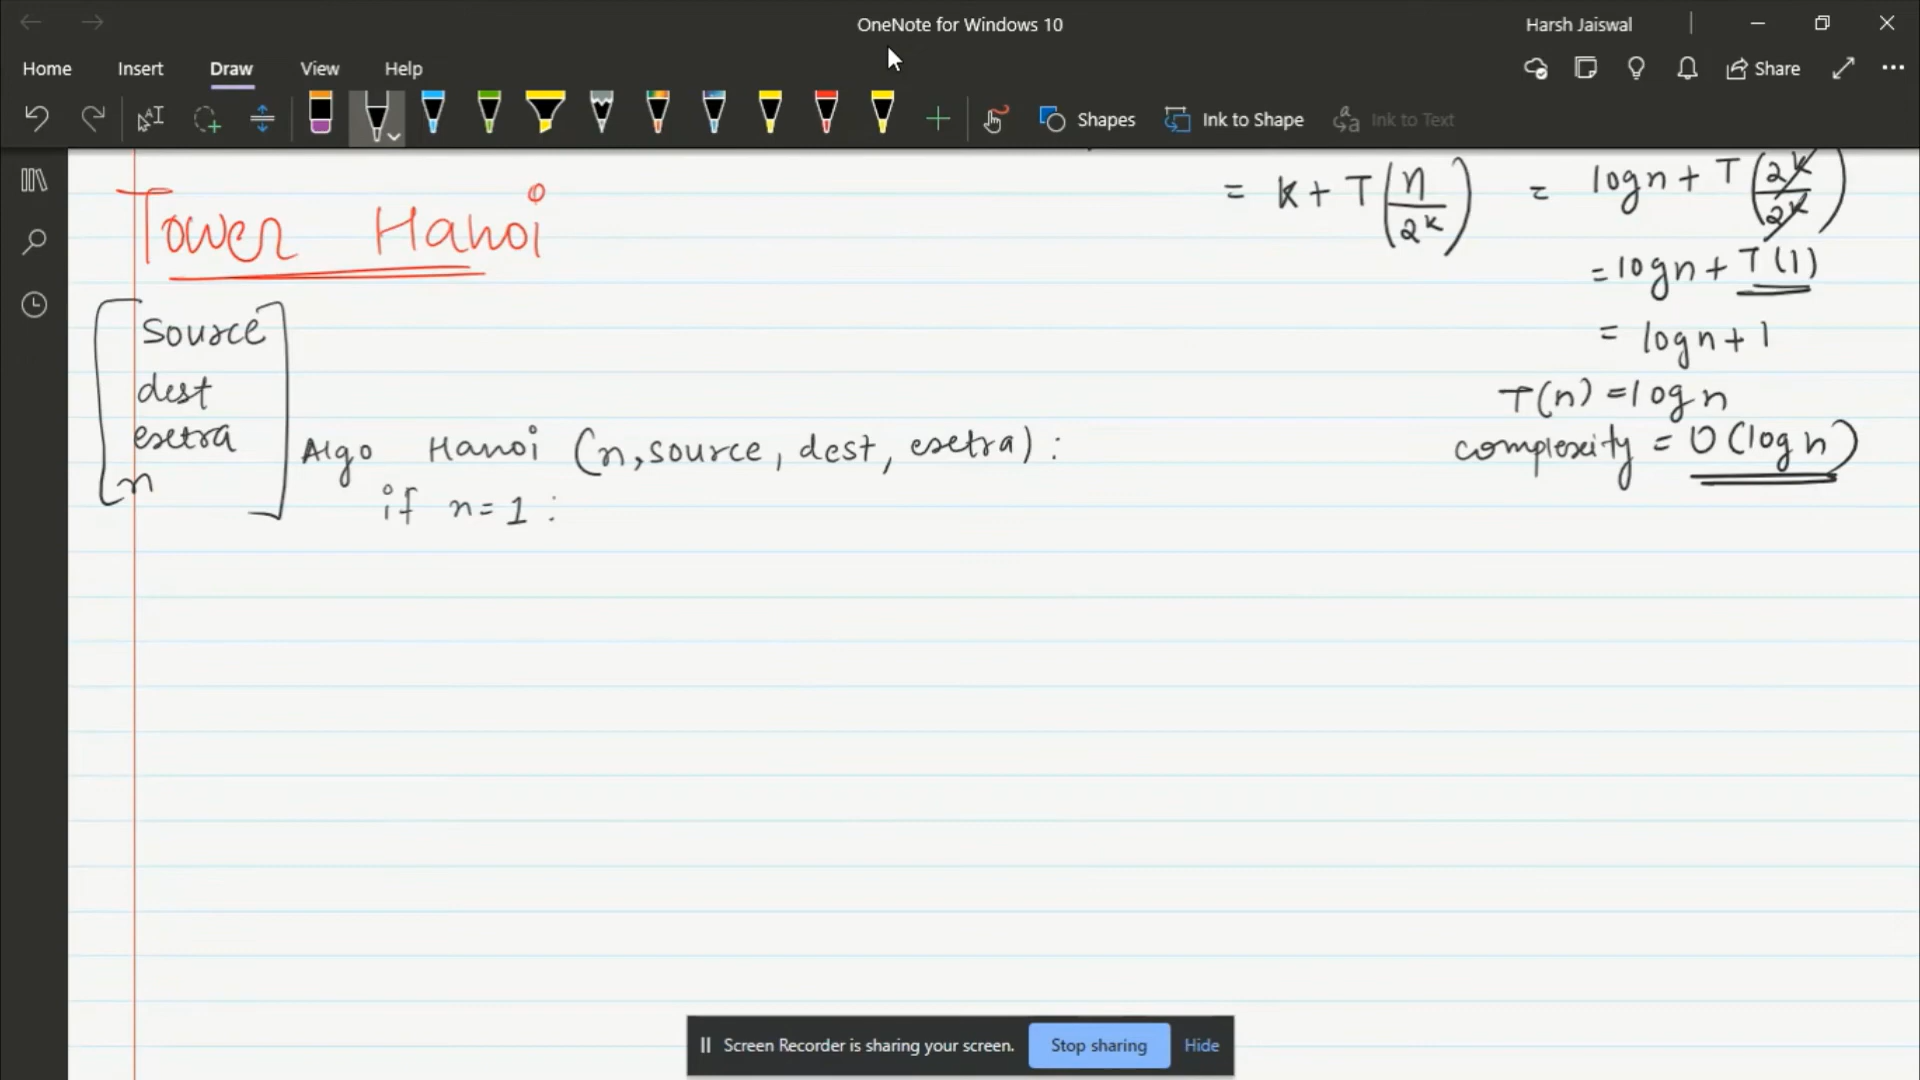 OneNote for Windows 10
Harsh Jaiswal
Home Insert Draw View Help
Share
Shapes Ink to Shape Ink to Text
Tower Hanoi
source
dest
extra
n
Algo Hanoi (n, source, dest, extra) :
if n = 1 :
= K + T(n/2^K) = log n + T(2^K/2^K)
= log n + T(1)
= log n + 1
T(n) = log n
complexity = O(log n)
Screen Recorder is sharing your screen. Stop sharing Hide